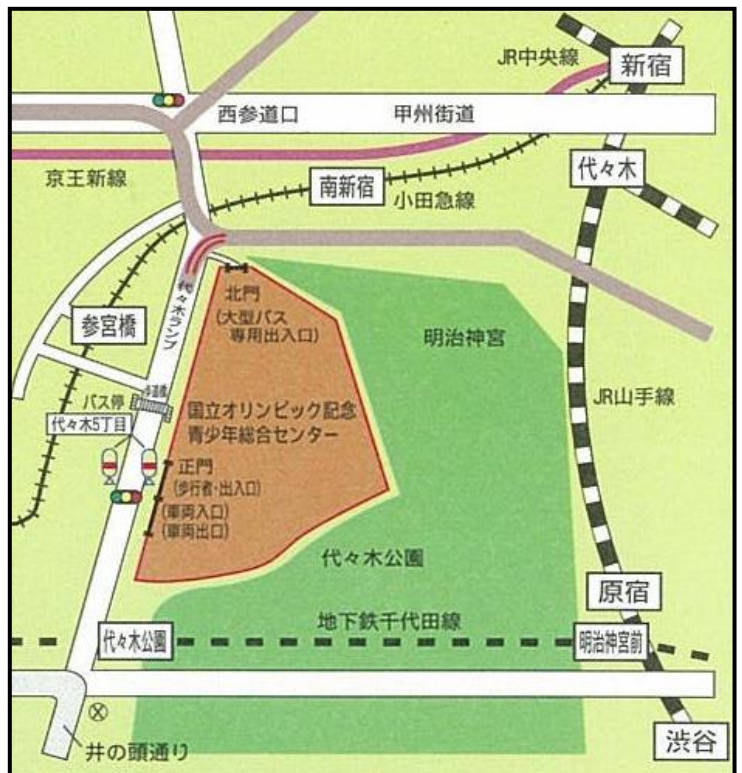 JR中央線
新宿
西参道口
甲州街道
京王新線
代々木
南新宿
小田急線
代々木ランプ
北門
(大型バス
専用出入口)
参宮橋
明治神宮
歩道橋
バス停
代々木5丁目
国立オリンピック記念
青少年総合センター
JR山手線
正門
(歩行者・出入口)
(車両入口)
(車両出口)
代々木公園
原宿
地下鉄千代田線
代々木公園
明治神宮前
渋谷
井の頭通り